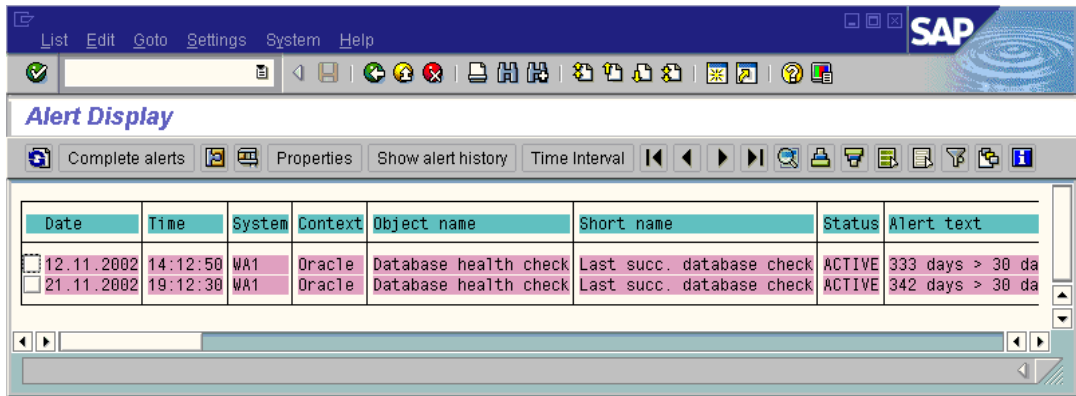 SAP
List Edit Goto Settings System Help
Alert Display
Complete alerts Properties Show alert history Time Interval
Date Time System Context Object name Short name Status Alert text
12.11.2002 14:12:50 WA1 Oracle Database health check Last succ. database check ACTIVE 333 days > 30 da
21.11.2002 19:12:30 WA1 Oracle Database health check Last succ. database check ACTIVE 342 days > 30 da